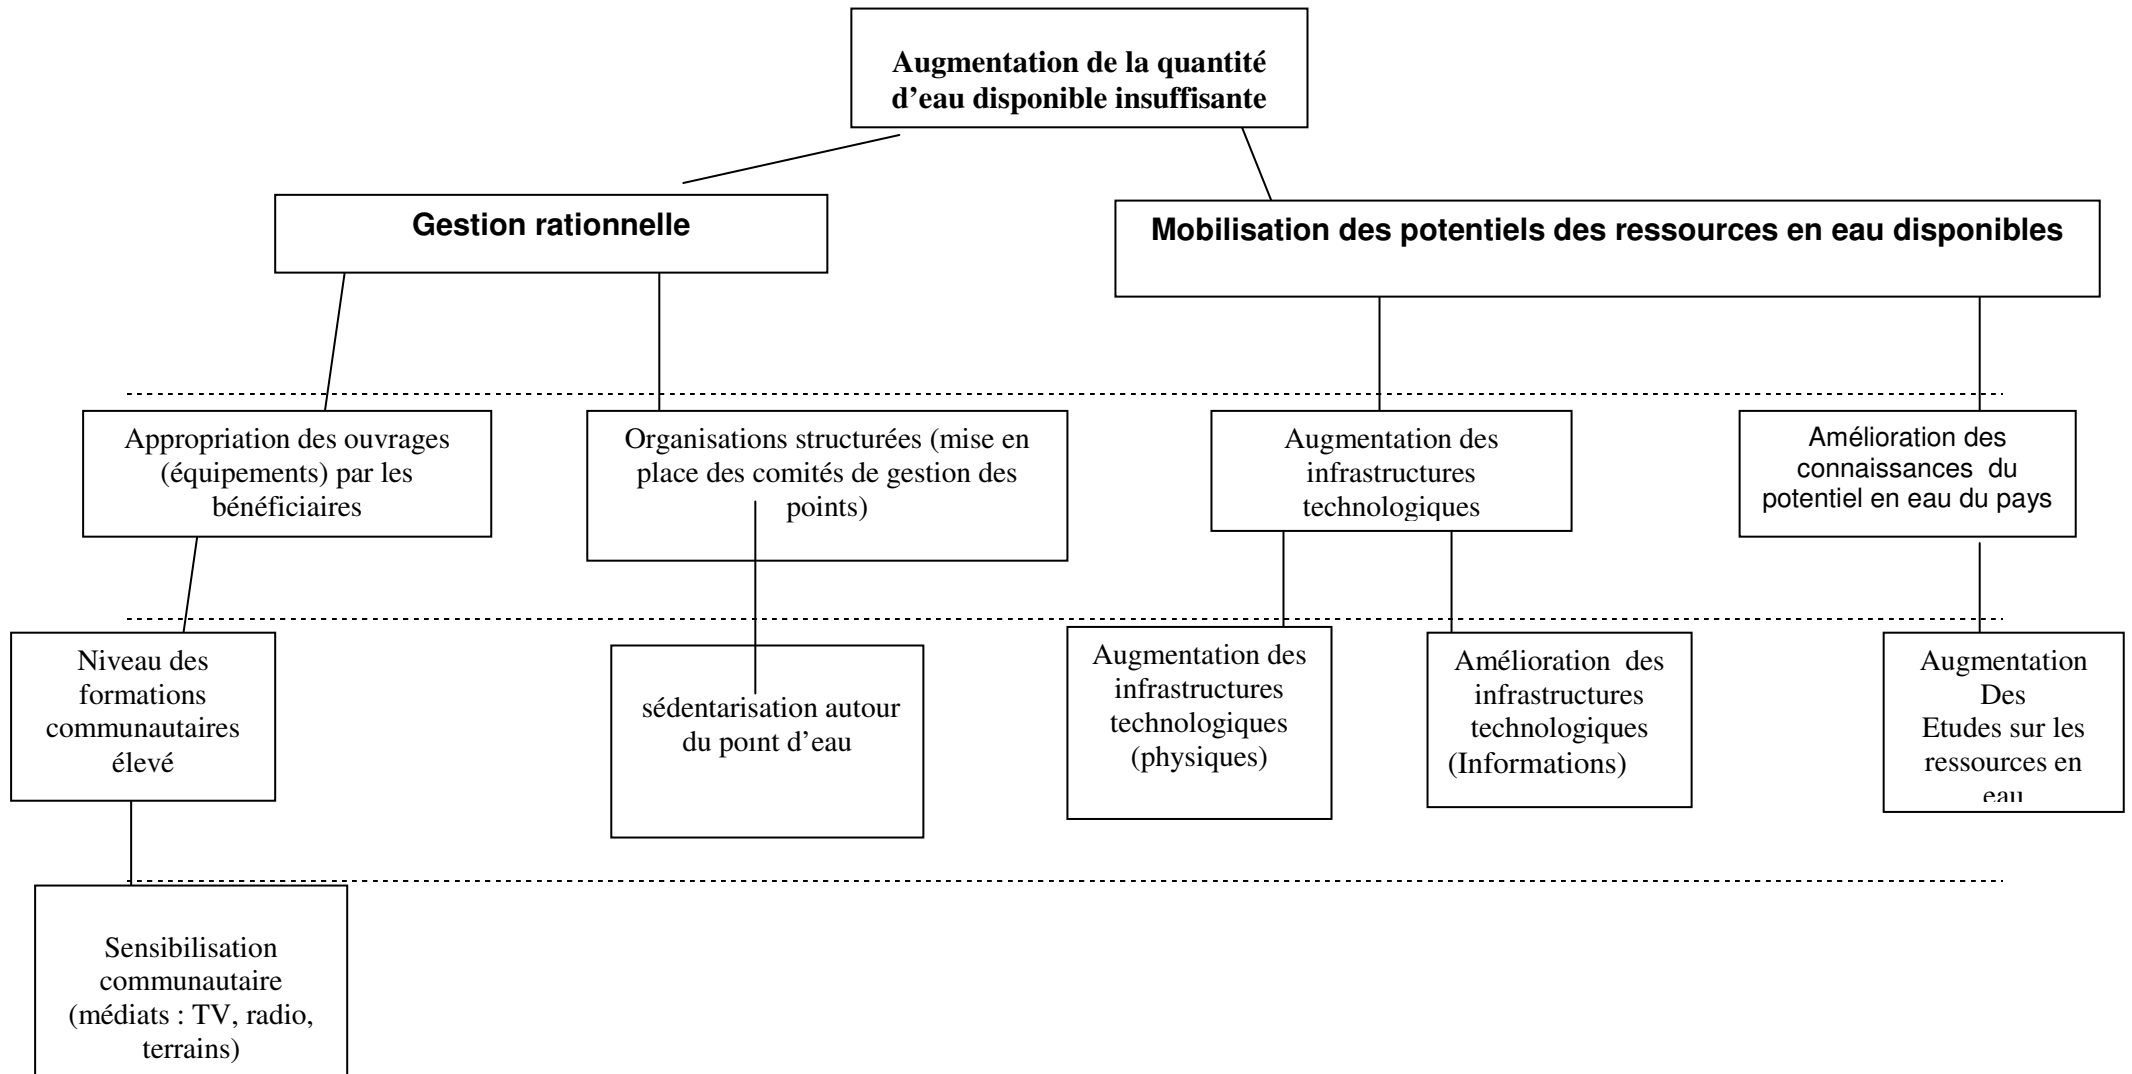 Augmentation de la quantité
d’eau disponible insuffisante
Gestion rationnelle
Mobilisation des potentiels des ressources en eau disponibles
Appropriation des ouvrages
(équipements) par les
bénéficiaires
Organisations structurées (mise en
place des comités de gestion des
points)
Augmentation des
infrastructures
technologiques
Amélioration des
connaissances du
potentiel en eau du pays
Niveau des
formations
communautaires
élevé
sédentarisation autour
du point d’eau
Augmentation des
infrastructures
technologiques
(physiques)
Amélioration des
infrastructures
technologiques
(Informations)
Augmentation
Des
Etudes sur les
ressources en
eau
Sensibilisation
communautaire
(médiats : TV, radio,
terrains)